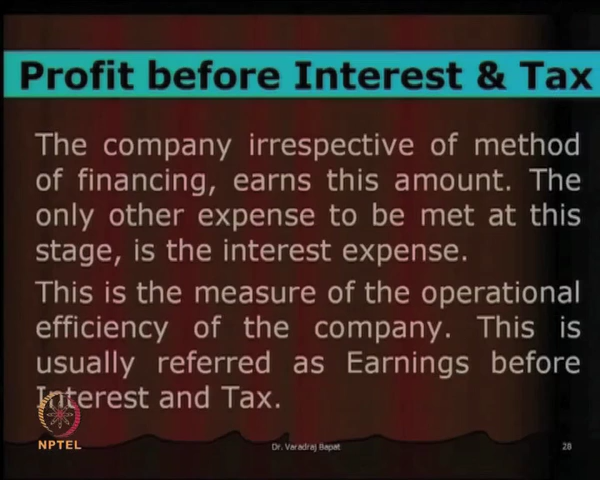 Profit before Interest & Tax
The company irrespective of method
of financing, earns this amount. The
only other expense to be met at this
stage, is the interest expense.
This is the measure of the operational
efficiency of the company. This is
usually referred as Earnings before
Interest and Tax.
NPTEL
Dr. Varadraj Bapat
28